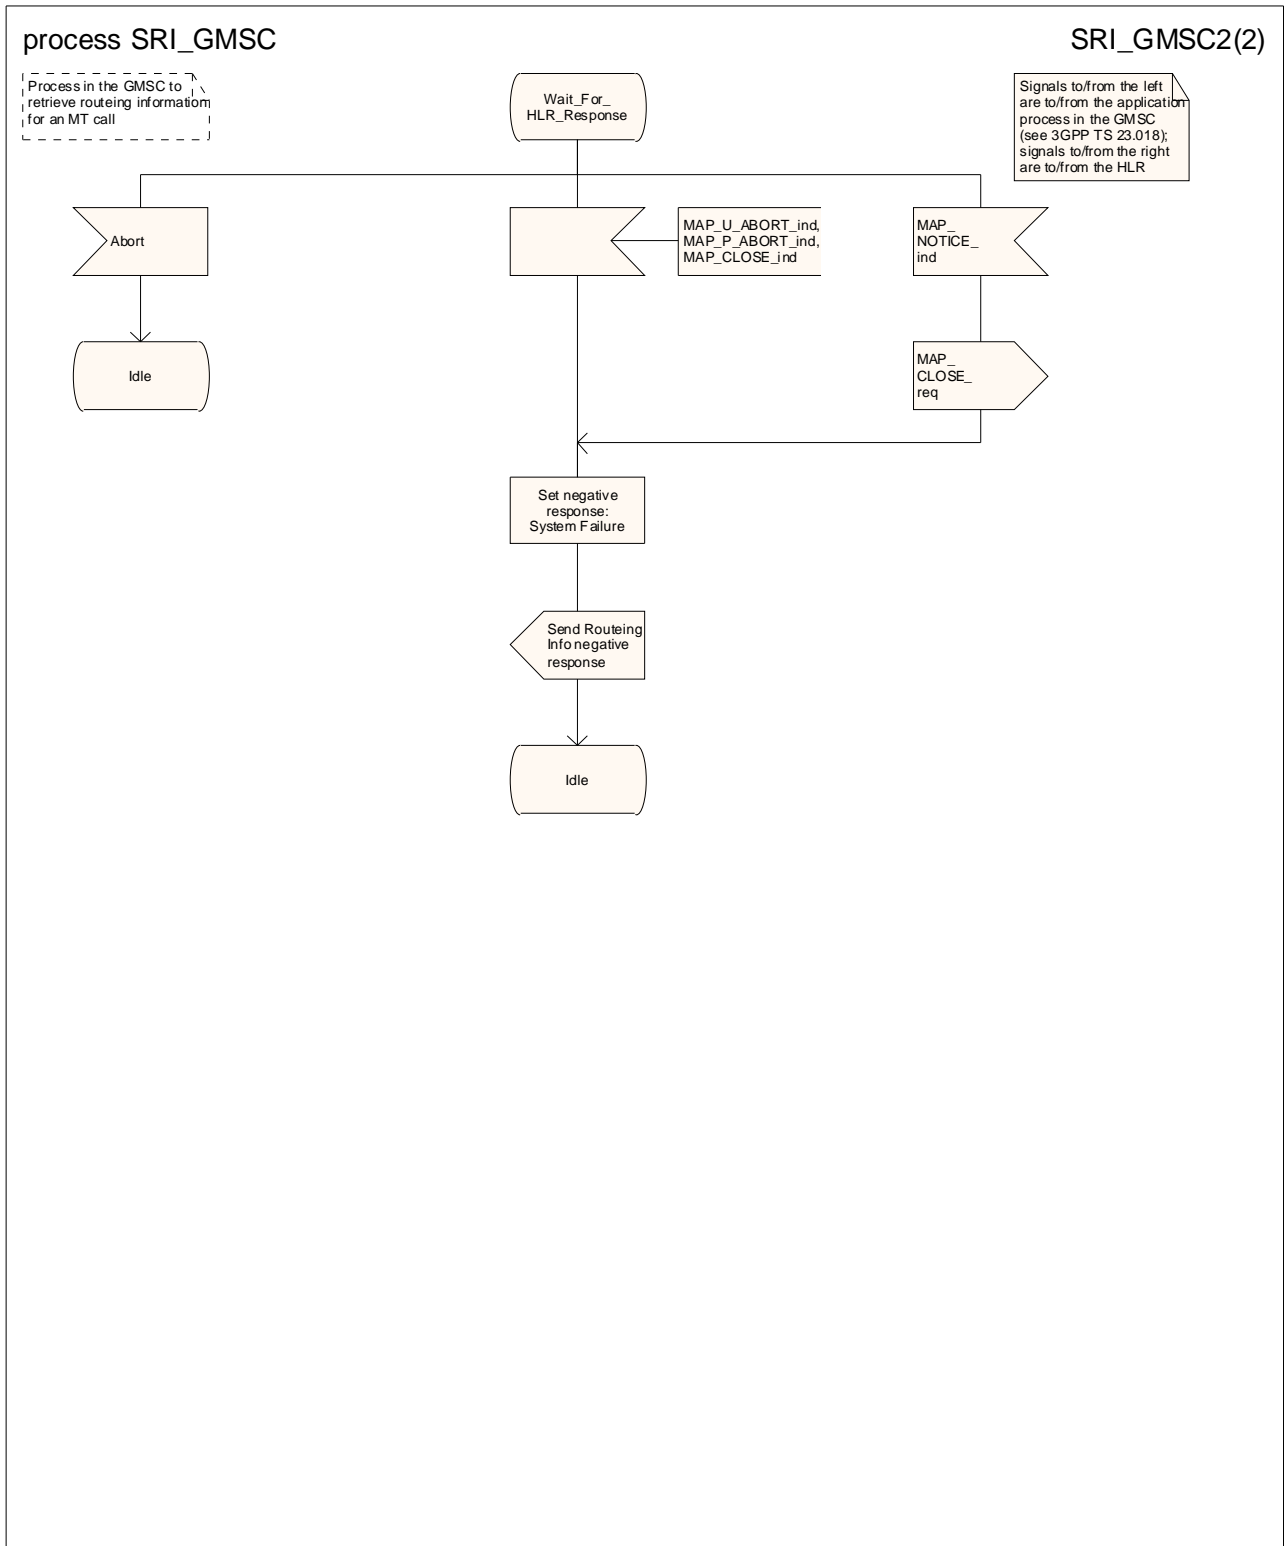 process SRI_GMSC
SRI_GMSC2(2)
Process in the GMSC to
retrieve routeing information
for an MT call
Wait_For_
HLR_Response
Signals to/from the left
are to/from the application
process in the GMSC
(see 3GPP TS 23.018);
signals to/from the right
are to/from the HLR
Abort
MAP_U_ABORT_ind,
MAP_P_ABORT_ind,
MAP_CLOSE_ind
MAP_
NOTICE_
ind
Idle
MAP_
CLOSE_
req
Set negative
response:
System Failure
Send Routeing
Info negative
response
Idle